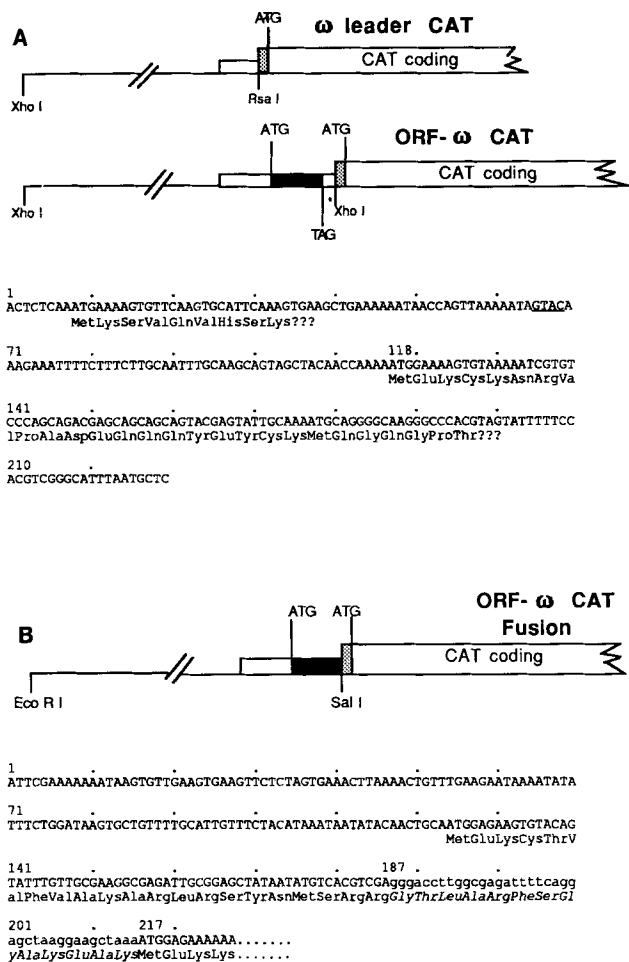 A
ATG
ω leader CAT
CAT coding
Xho I
Rsa I
ATG
ATG
ORF-ω CAT
CAT coding
Xho I
Xho I
TAG
1
ACTCTCAAATGAAAAGTGTTCAAGTGCATTCAAAGTGAAGCTGAAAAAATAACCAGTTAAAAATAGTACA
MetLysSerValGlnValHisSerLys???
71
118.
AAGAAATTTTCTTTCTTGCAATTTGCAAGCAGTAGCTACAACCAAAAATGGAAAAGTGTAAAAATCGTGT
MetGluLysCysLysAsnArgVa
141
CCCAGCAGACGAGCAGCAGCAGTACGAGTATTGCAAAATGCAGGGGCAAGGGCCCACGTAGTATTTTTCC
lProAlaAspGluGlnGlnGlnTyrGluTyrCysLysMetGlnGlyGlnGlyProThr???
210
ACGTCGGGCATTTAATGCTC
B
ATG
ATG
ORF- ω CAT
Fusion
CAT coding
Eco R I
Sal I
1
ATTCGAAAAAAATAAGTGTTGAAGTGAAGTTCTCTAGTGAAACTTAAAACTGTTTGAAGAATAAAATATA
71
TTTCTGGATAAGTGCTGTTTTGCATTGTTTCTACATAAATAATATACAACTGCAATGGAGAAGTGTACAG
MetGluLysCysThrV
141
187
TATTTGTTGCGAAGGCGAGATTGCGGAGCTATAATATGTCACGTCGAgggaccttggcgagattttcagg
alPheValAlaLysAlaArgLeuArgSerTyrAsnMetSerArgArgGlyThrLeuAlaArgPheSerGl
201
217
agctaaggaagctaaaATGGAGAAAAAA.......
yAlaLysGluAlaLysMetGluLysLys